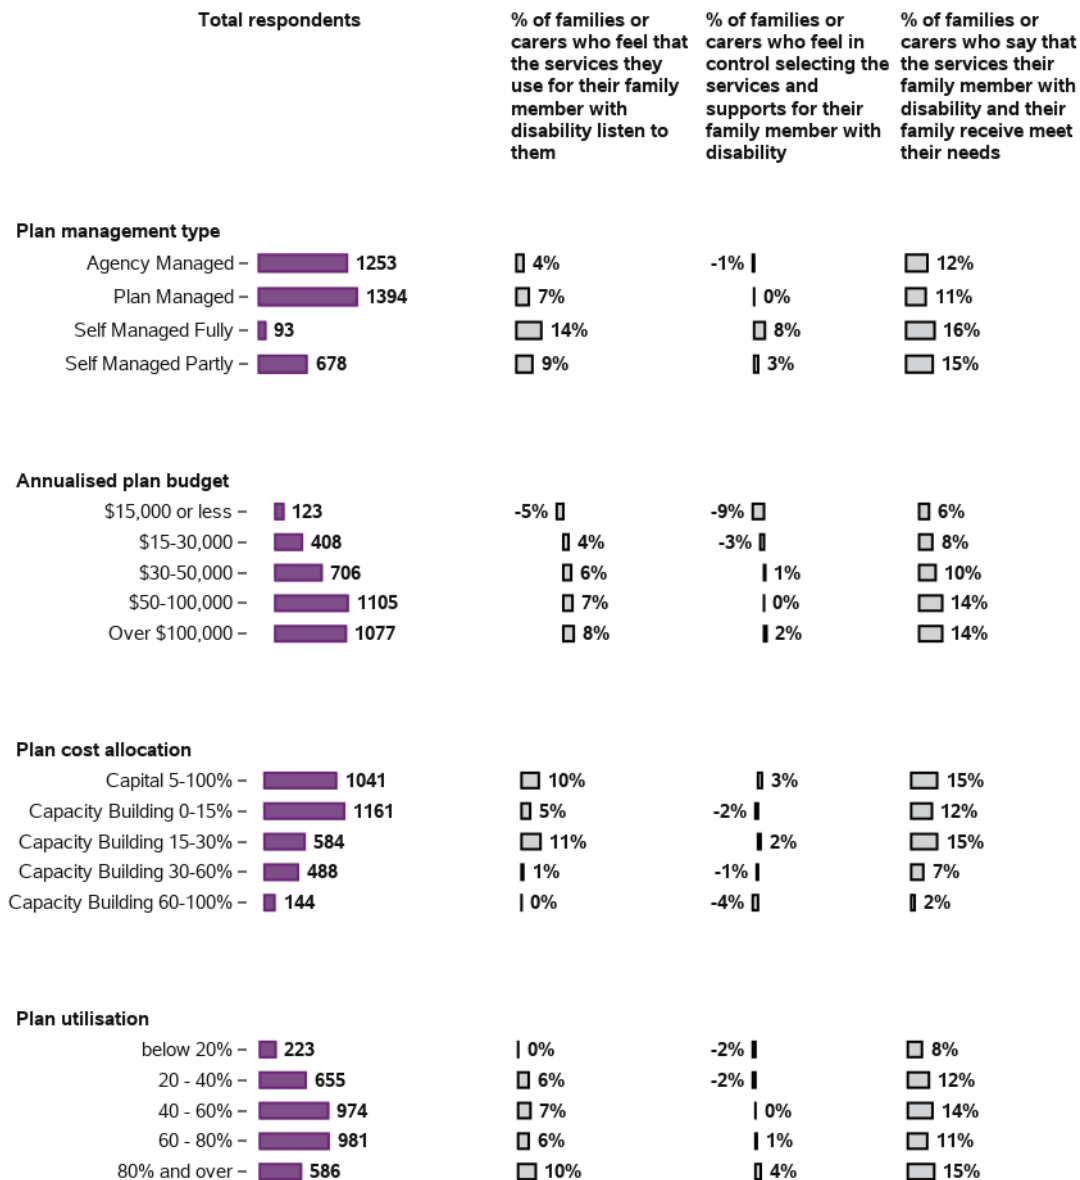 Total respondents
% of families or
carers who feel that
the services they
use for their family
member with
disability listen to
them
% of families or
carers who feel in
control selecting the
services and
supports for their
family member with
disability
% of families or
carers who say that
the services their
family member with
disability and their
family receive meet
their needs
Plan management type
Agency Managed 1253 4% -1% 12%
Plan Managed 1394 7% 0% 11%
Self Managed Fully 93 14% 8% 16%
Self Managed Partly 678 9% 3% 15%
Annualised plan budget
$15,000 or less 123 -5% -9% 6%
$15-30,000 408 4% -3% 8%
$30-50,000 706 6% 1% 10%
$50-100,000 1105 7% 0% 14%
Over $100,000 1077 8% 2% 14%
Plan cost allocation
Capital 5-100% 1041 10% 3% 15%
Capacity Building 0-15% 1161 5% -2% 12%
Capacity Building 15-30% 584 11% 2% 15%
Capacity Building 30-60% 488 1% -1% 7%
Capacity Building 60-100% 144 0% -4% 2%
Plan utilisation
below 20% 223 0% -2% 8%
20 - 40% 655 6% -2% 12%
40 - 60% 974 7% 0% 14%
60 - 80% 981 6% 1% 11%
80% and over 586 10% 4% 15%